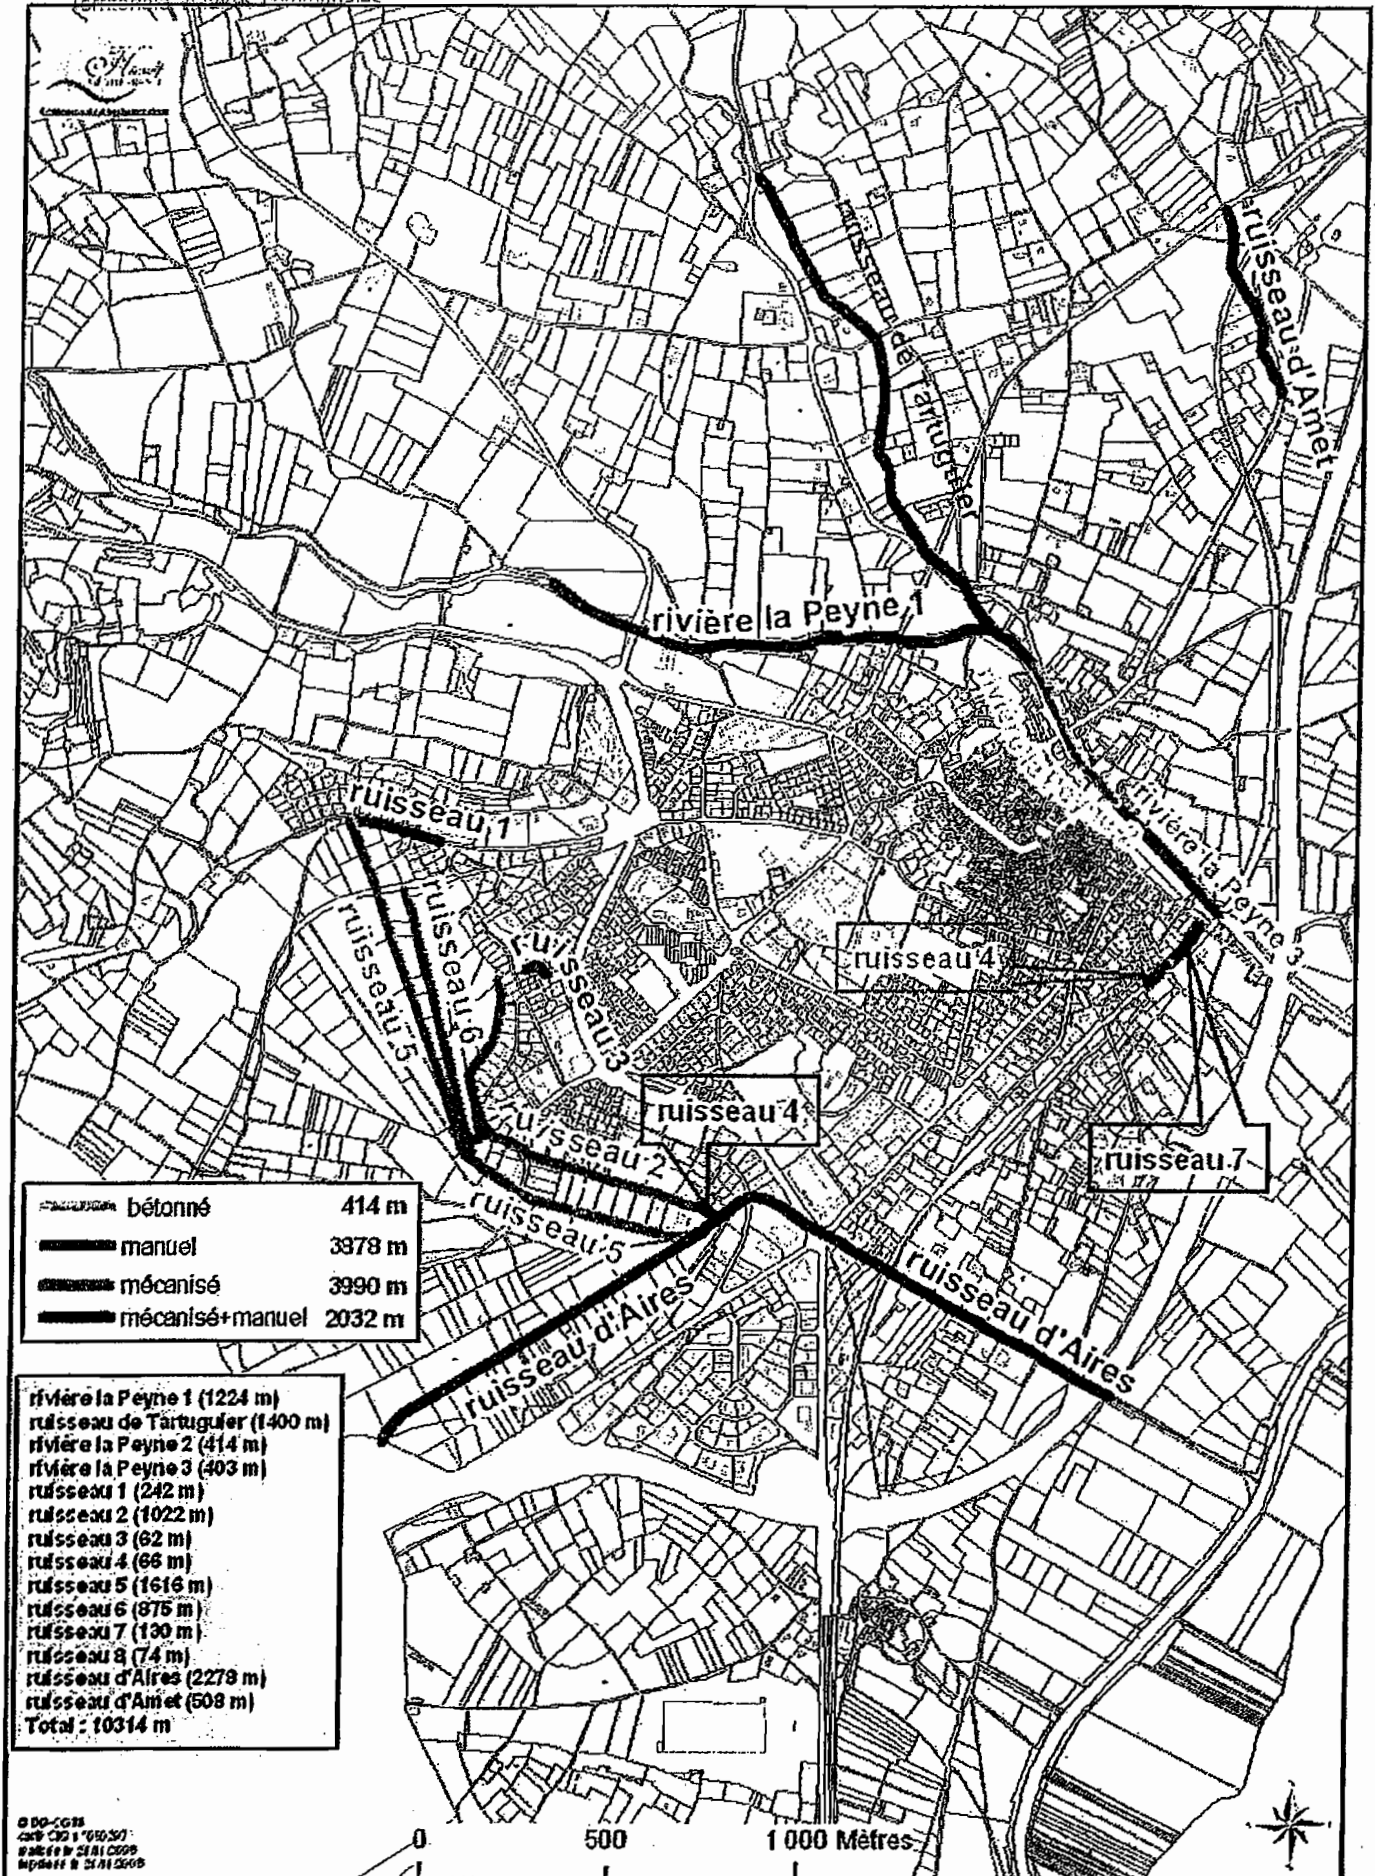 ruisseau de Tartuguier
ruisseau d'Amet
rivière la Peyne 1
rivière la Peyne 3
ruisseau 1
ruisseau 5
ruisseau 6
ruisseau 3
ruisseau 4
ruisseau 4
ruisseau 7
ruisseau 2
ruisseau 5
ruisseau d'Aires
ruisseau d'Aires
bétonné 414 m
manuel 3878 m
mécanisé 3990 m
mécanisé+manuel 2032 m
rivière la Peyne 1 (1224 m)
ruisseau de Tartuguier (1400 m)
rivière la Peyne 2 (414 m)
rivière la Peyne 3 (403 m)
ruisseau 1 (242 m)
ruisseau 2 (1022 m)
ruisseau 3 (62 m)
ruisseau 4 (66 m)
ruisseau 5 (1616 m)
ruisseau 6 (875 m)
ruisseau 7 (130 m)
ruisseau 8 (74 m)
ruisseau d'Aires (2278 m)
ruisseau d'Amet (508 m)
Total : 10314 m
0 500 1 000 Mètres